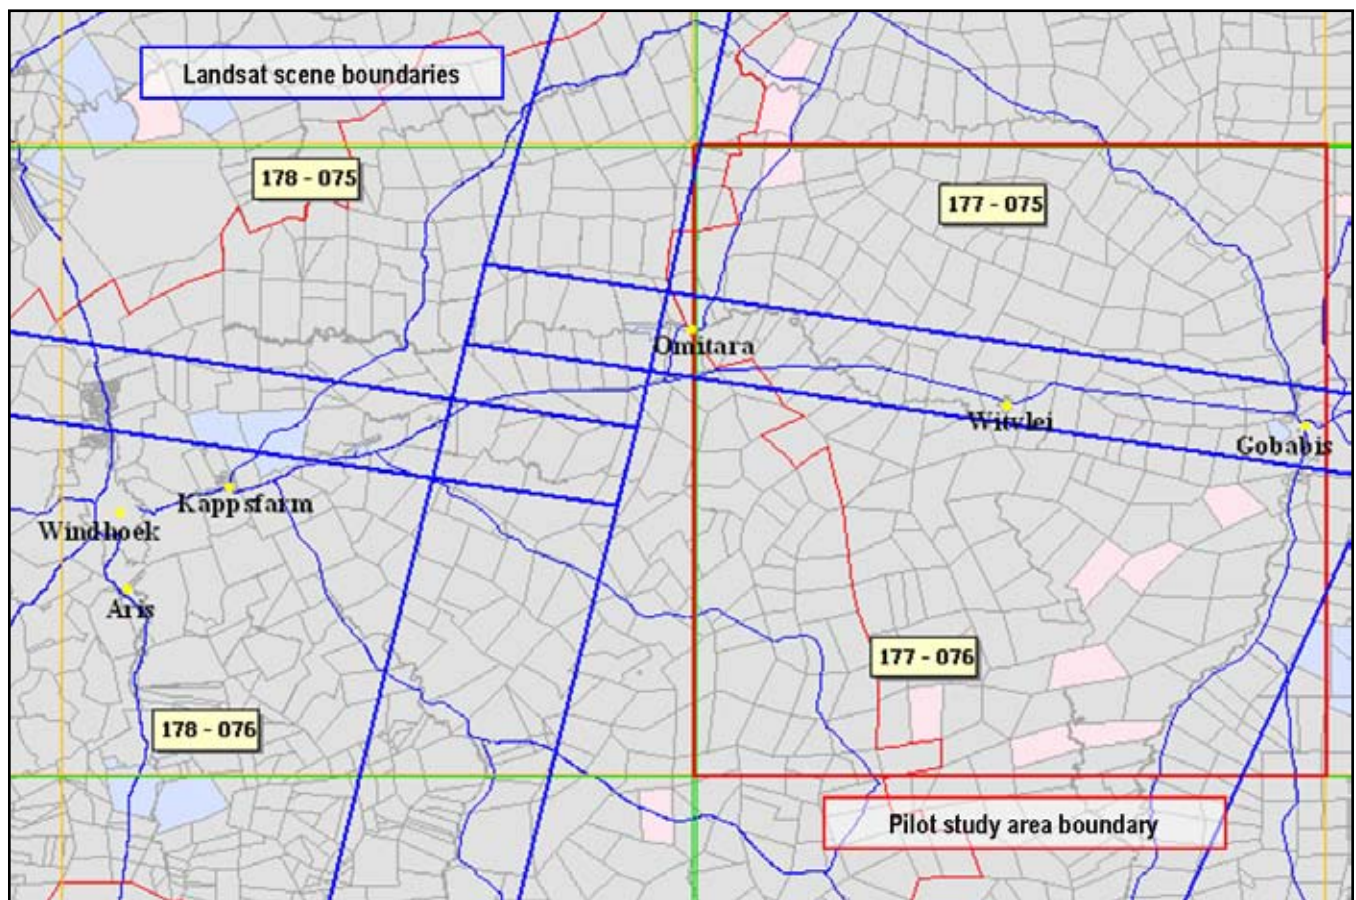 Landsat scene boundaries
178 - 075
177 - 075
Omitara
Witvlei
Gobabis
Kappsfarm
Windhoek
Aris
177 - 076
178 - 076
Pilot study area boundary